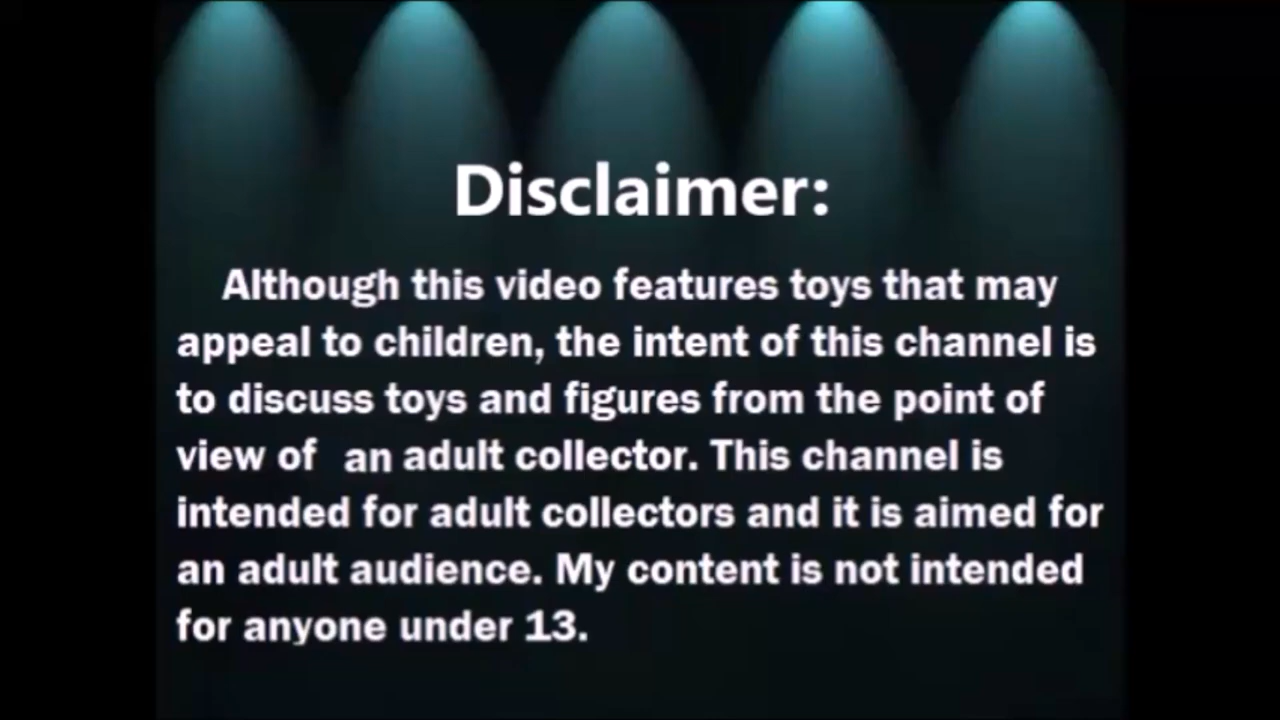 Disclaimer:
Although this video features toys that may
appeal to children, the intent of this channel is
to discuss toys and figures from the point of
view of an adult collector. This channel is
intended for adult collectors and it is aimed for
an adult audience. My content is not intended
for anyone under 13.